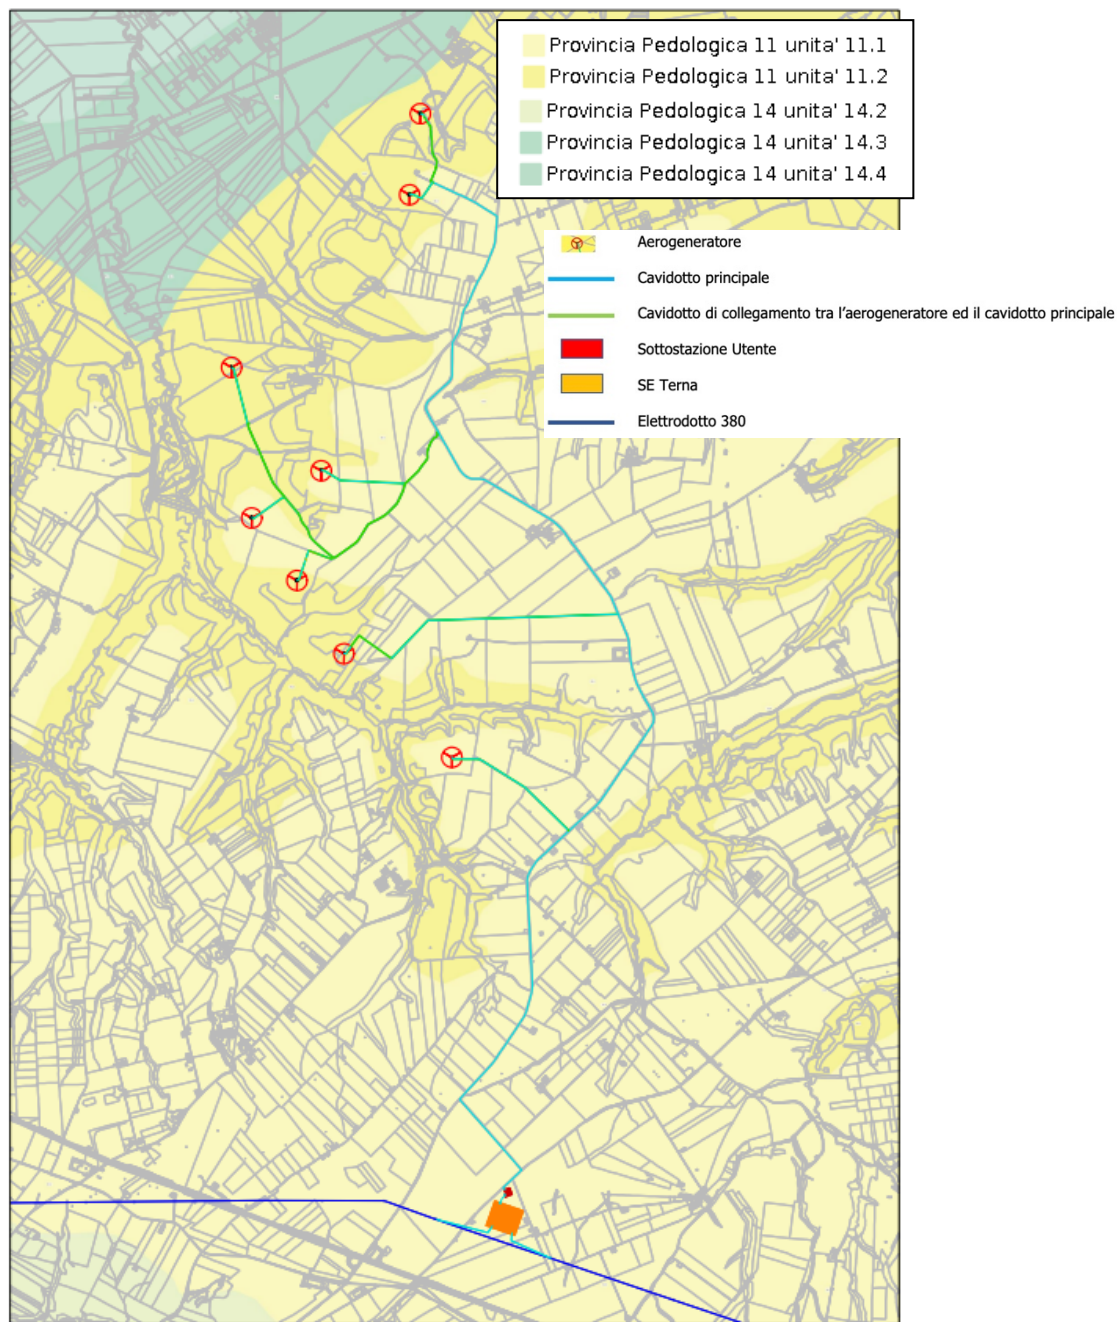 Provincia Pedologica 11 unita' 11.1
Provincia Pedologica 11 unita' 11.2
Provincia Pedologica 14 unita' 14.2
Provincia Pedologica 14 unita' 14.3
Provincia Pedologica 14 unita' 14.4
Aerogeneratore
Cavidotto principale
Cavidotto di collegamento tra l'aerogeneratore ed il cavidotto principale
Sottostazione Utente
SE Terna
Elettrodotto 380